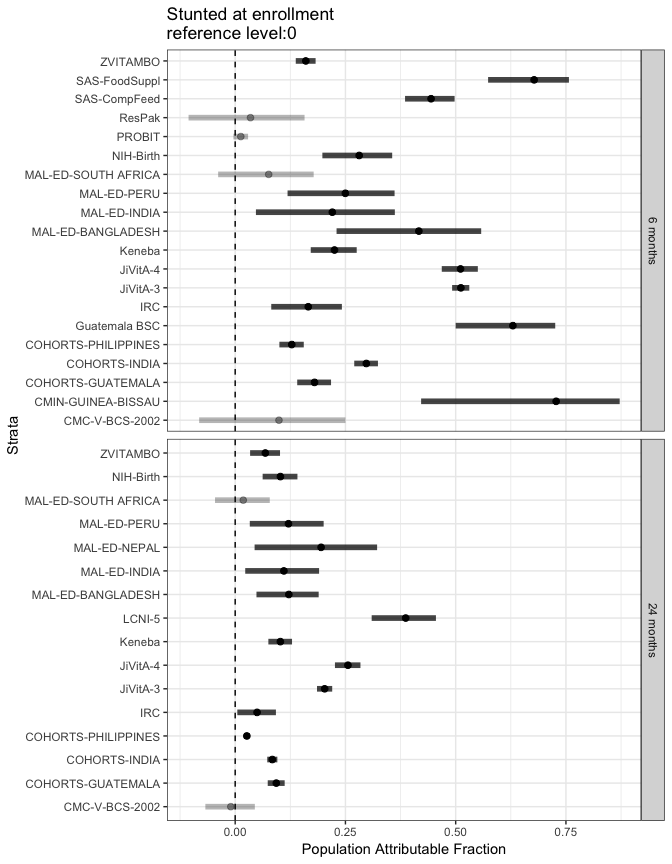 Stunted at enrollment
reference level:0
ZVITAMBO
SAS-FoodSuppl
SAS-CompFeed
ResPak
PROBIT
NIH-Birth
MAL-ED-SOUTH AFRICA
MAL-ED-PERU
MAL-ED-INDIA
MAL-ED-BANGLADESH
Keneba
JiVitA-4
JiVitA-3
IRC
Guatemala BSC
COHORTS-PHILIPPINES
COHORTS-INDIA
COHORTS-GUATEMALA
CMIN-GUINEA-BISSAU
CMC-V-BCS-2002
6 months
Strata
ZVITAMBO
NIH-Birth
MAL-ED-SOUTH AFRICA
MAL-ED-PERU
MAL-ED-NEPAL
MAL-ED-INDIA
MAL-ED-BANGLADESH
LCNI-5
Keneba
JiVitA-4
JiVitA-3
IRC
COHORTS-PHILIPPINES
COHORTS-INDIA
COHORTS-GUATEMALA
CMC-V-BCS-2002
24 months
0.00 0.25 0.50 0.75
Population Attributable Fraction